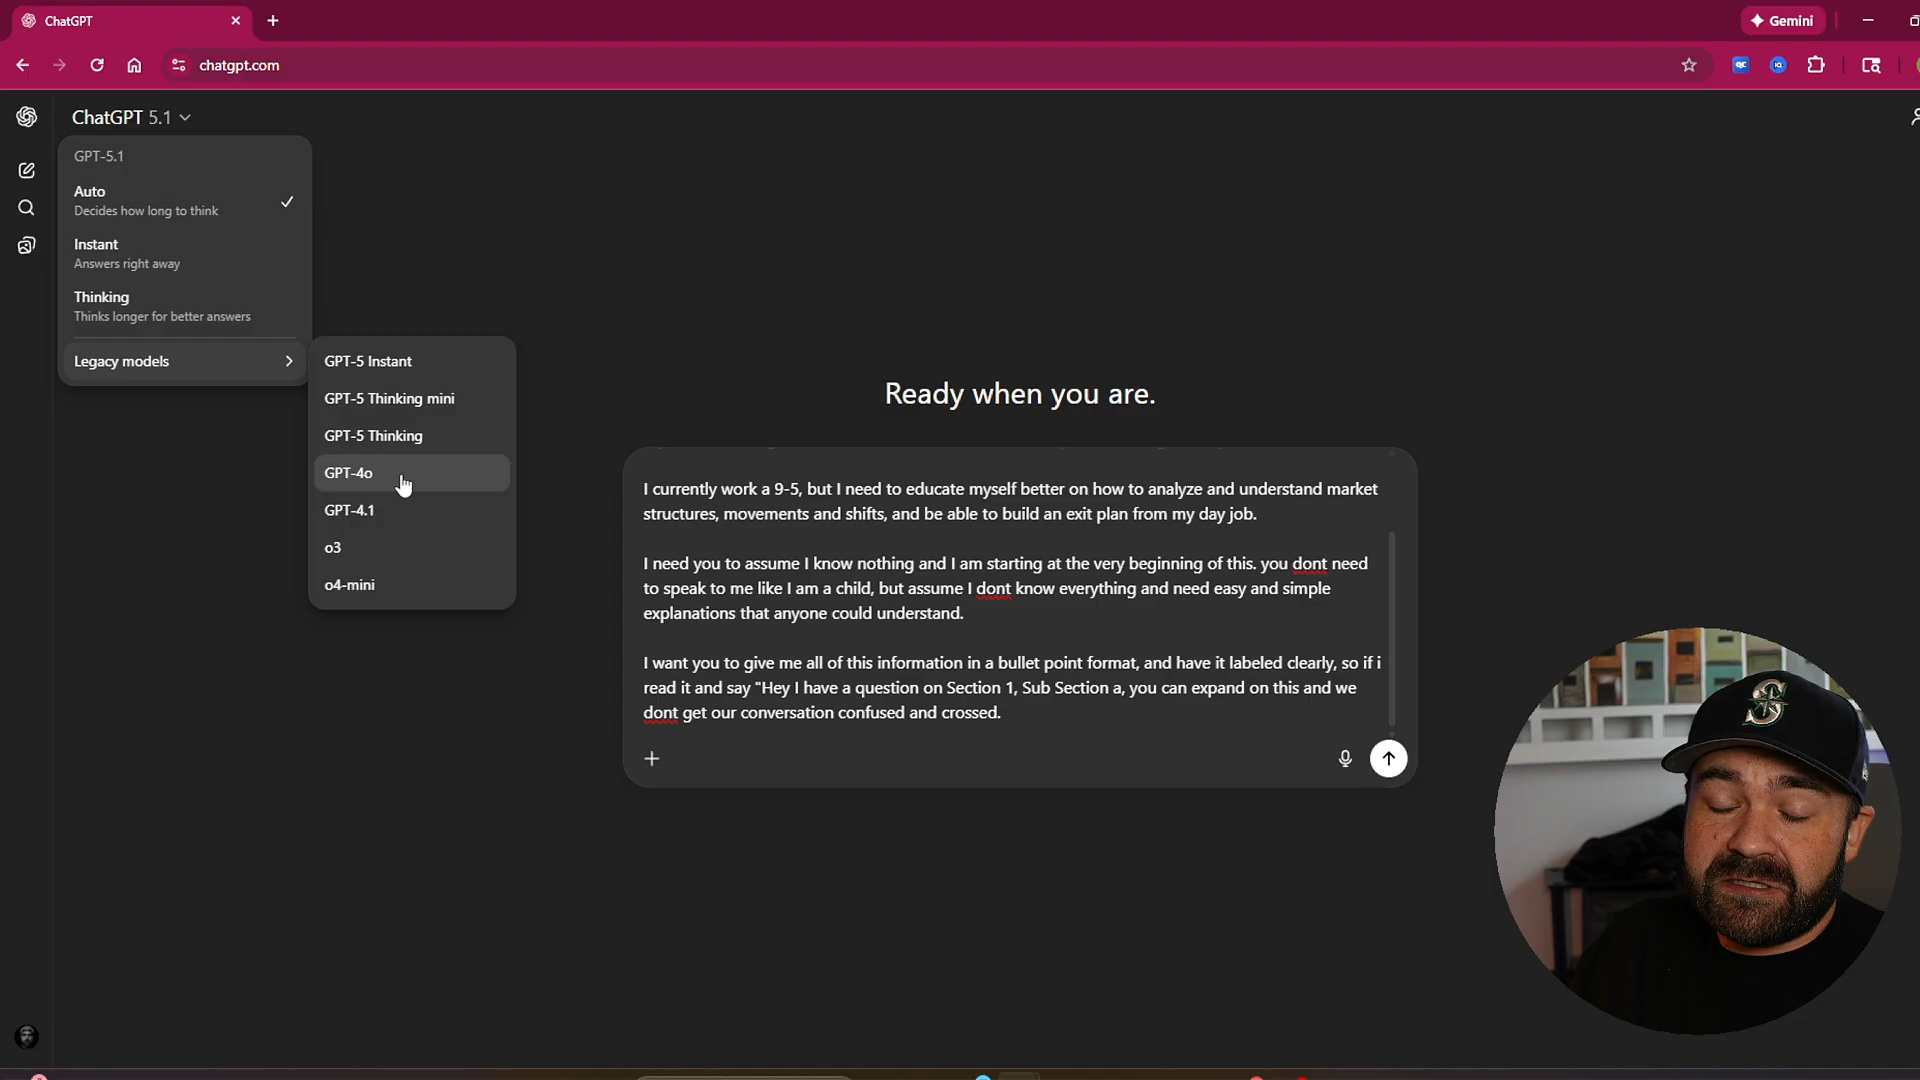 ChatGPT
Gemini
chatgpt.com
ChatGPT 5.1
GPT-5.1
Auto
Decides how long to think
Instant
Answers right away
Thinking
Thinks longer for better answers
Legacy models
GPT-5 Instant
GPT-5 Thinking mini
GPT-5 Thinking
GPT-4o
GPT-4.1
o3
o4-mini
Ready when you are.
I currently work a 9-5, but I need to educate myself better on how to analyze and understand market
structures, movements and shifts, and be able to build an exit plan from my day job.
I need you to assume I know nothing and I am starting at the very beginning of this. you dont need
to speak to me like I am a child, but assume I dont know everything and need easy and simple
explanations that anyone could understand.
I want you to give me all of this information in a bullet point format, and have it labeled clearly, so if i
read it and say "Hey I have a question on Section 1, Sub Section a, you can expand on this and we
dont get our conversation confused and crossed.
S